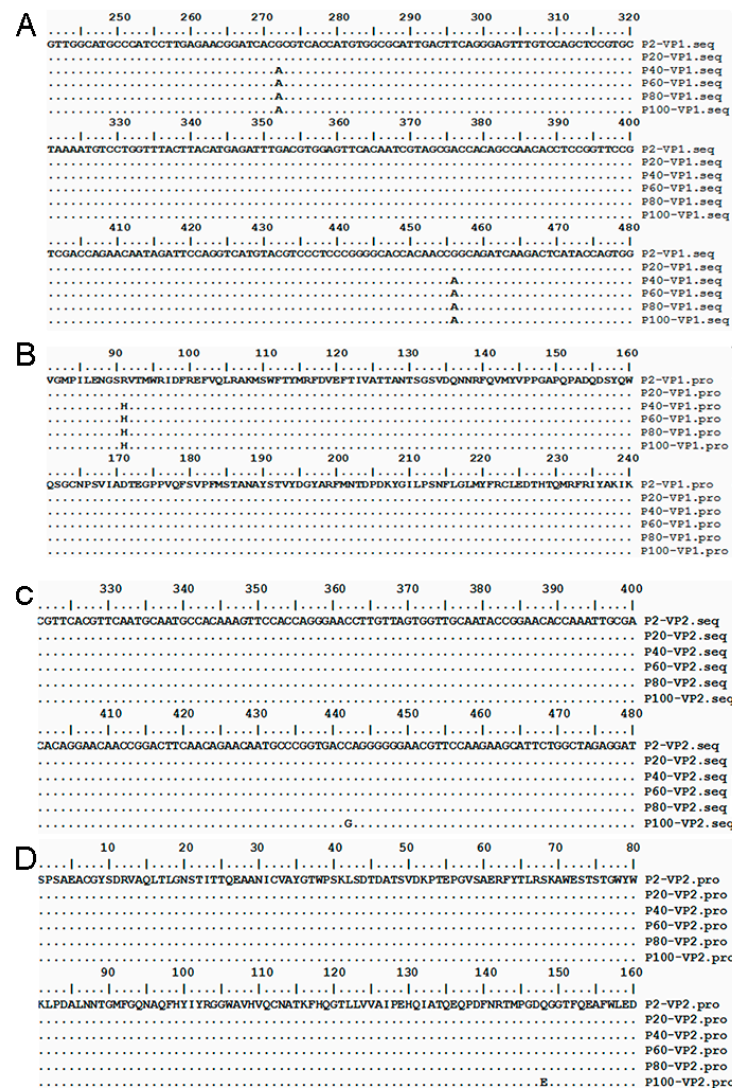 A
250 260 270 280 290 300 310 320
GTTGGCATGCCCATCCTTGAGAACGGATCACGCGTCACCATGTGGCGCATTGACTTCAGGGAGTTTGTCCAGCTCCGTGC P2-VP1.seq
................................................................................ P20-VP1.seq
...............................A................................................ P40-VP1.seq
...............................A................................................ P60-VP1.seq
...............................A................................................ P80-VP1.seq
...............................A................................................ P100-VP1.seq
330 340 350 360 370 380 390 400
TAAAATGTCCTGGTTTACTTACATGAGATTTGACGTGGAGTTCACAATCGTAGCGACCACAGCCAACACCTCCGGTTCCG P2-VP1.seq
................................................................................ P20-VP1.seq
................................................................................ P40-VP1.seq
................................................................................ P60-VP1.seq
................................................................................ P80-VP1.seq
................................................................................ P100-VP1.seq
410 420 430 440 450 460 470 480
TCGACCAGAACAATAGATTCCAGGTCATGTACGTCCCTCCCGGGGCACCACAACCGGCAGATCAAGACTCATACCAGTGG P2-VP1.seq
................................................................................ P20-VP1.seq
.......................................................A........................ P40-VP1.seq
.......................................................A........................ P60-VP1.seq
.......................................................A........................ P80-VP1.seq
.......................................................A........................ P100-VP1.seq
B
90 100 110 120 130 140 150 160
VGMPILENGSRVTMWRIDFREFVQLRAKMSWFTYMRFDVEFTIVATTANTSGSVDQNNRFQVMYVPPGAPQPADQDSYQW P2-VP1.pro
................................................................................ P20-VP1.pro
..........H..................................................................... P40-VP1.pro
..........H..................................................................... P60-VP1.pro
..........H..................................................................... P80-VP1.pro
..........H..................................................................... P100-VP1.pro
170 180 190 200 210 220 230 240
QSGCNPSVIADTEGPPVQFSVPFMSTANAYSTVYDGYARFMNTDPDKYGILPSNFLGLMYFRCLEDTHTQMRFRIYAKIK P2-VP1.pro
................................................................................ P20-VP1.pro
................................................................................ P40-VP1.pro
................................................................................ P60-VP1.pro
................................................................................ P80-VP1.pro
................................................................................ P100-VP1.pro
C
330 340 350 360 370 380 390 400
CGTTCACGTTCAATGCAATGCCACAAAGTTCCACCAGGGAACCTTGTTAGTGGTTGCAATACCGGAACACCAAATTGCGA P2-VP2.seq
................................................................................ P20-VP2.seq
................................................................................ P40-VP2.seq
................................................................................ P60-VP2.seq
................................................................................ P80-VP2.seq
................................................................................ P100-VP2.seq
410 420 430 440 450 460 470 480
CACAGGAACAACCGGACTTCAACAGAACAATGCCCGGTGACCAGGGGGGAACGTTCCAAGAAGCATTCTGGCTAGAGGAT P2-VP2.seq
................................................................................ P20-VP2.seq
................................................................................ P40-VP2.seq
................................................................................ P60-VP2.seq
................................................................................ P80-VP2.seq
.........................................G...................................... P100-VP2.seq
D
10 20 30 40 50 60 70 80
SPSAEACGYSDRVAQLTLGNSTITTQEAANICVAYGTWPSKLSDTDATSVDKPTEPGVSAERFYTLRSKAWESTSTGWYW P2-VP2.pro
................................................................................ P20-VP2.pro
................................................................................ P40-VP2.pro
................................................................................ P60-VP2.pro
................................................................................ P80-VP2.pro
................................................................................ P100-VP2.pro
90 100 110 120 130 140 150 160
KLPDALNNTGMFGQNAQFHYIYRGGWAVHVQCNATKFHQGTLLVVAIPEHQIATQEQPDFNRTMPGDQGGTFQEAFWLED P2-VP2.pro
................................................................................ P20-VP2.pro
................................................................................ P40-VP2.pro
................................................................................ P60-VP2.pro
................................................................................ P80-VP2.pro
...................................................................E............ P100-VP2.pro